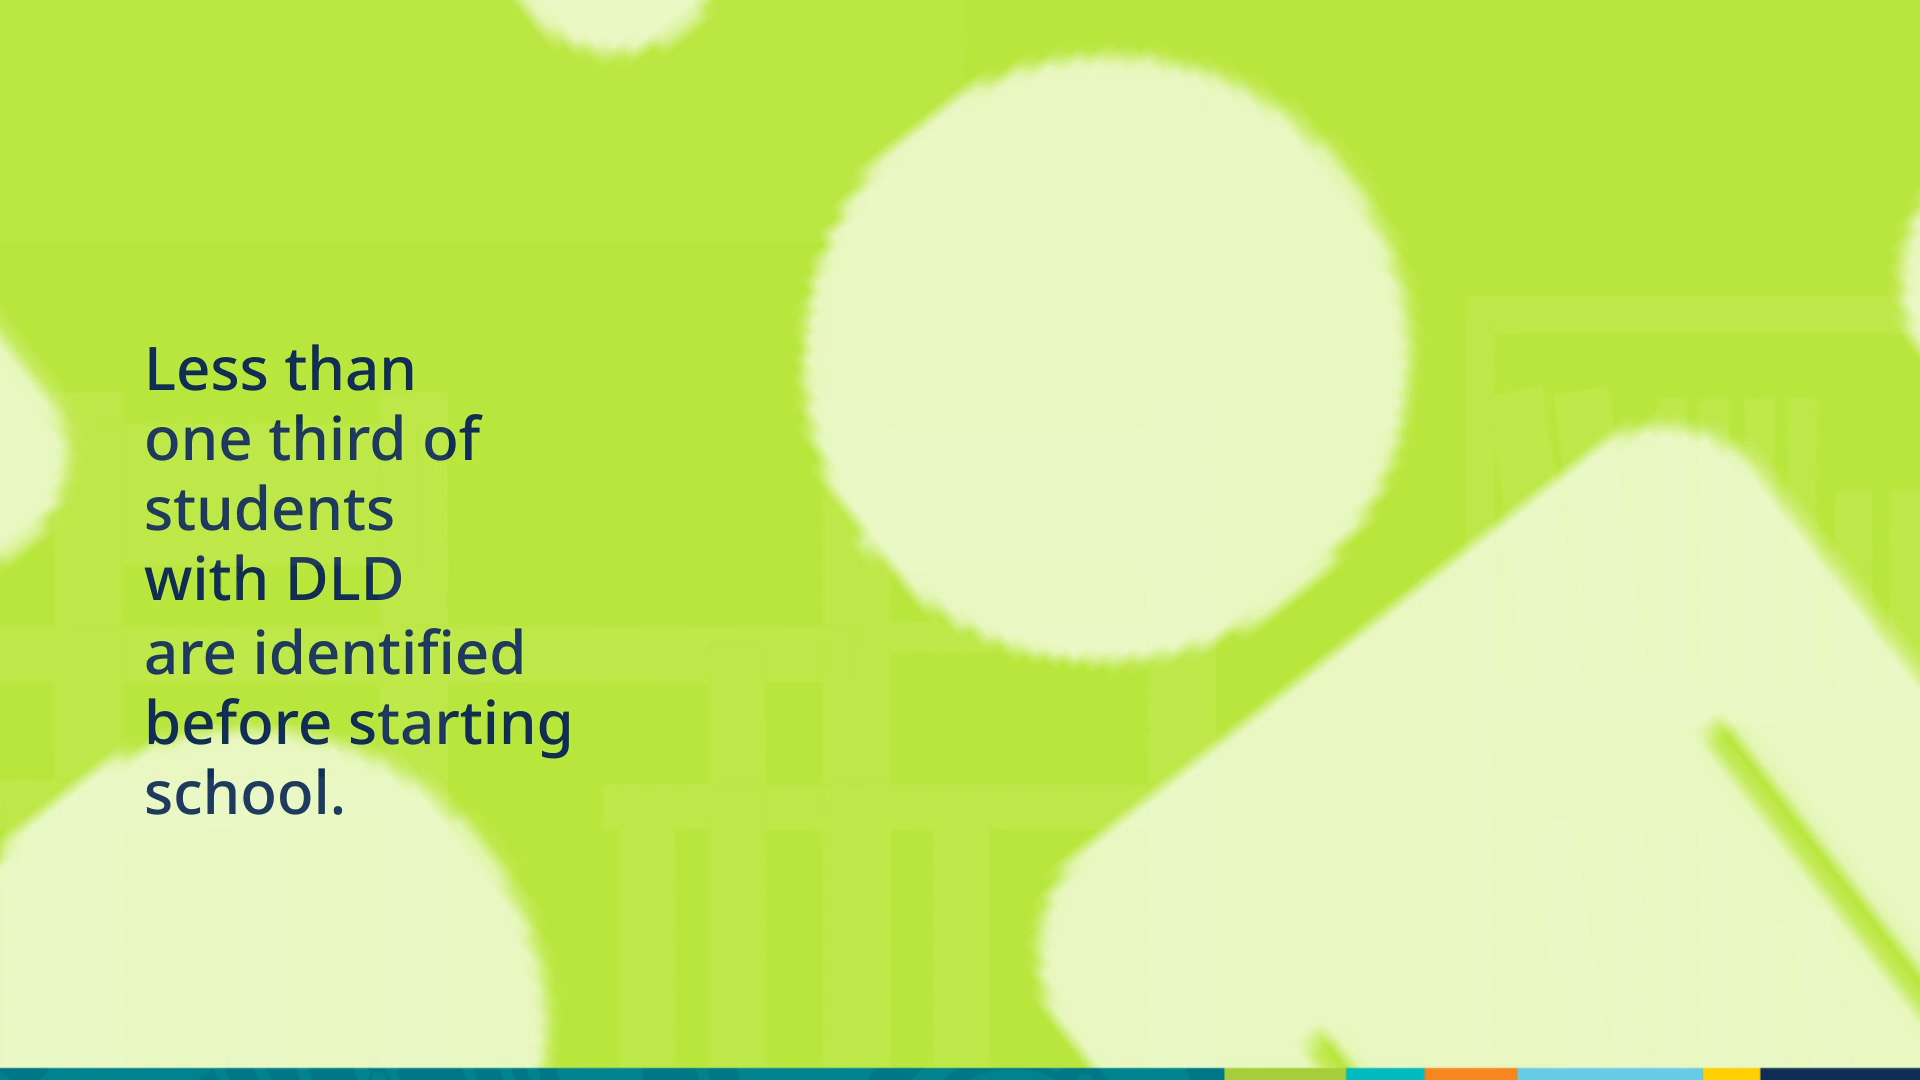 Less than
one third of
students
with DLD
are identified
before starting
school.